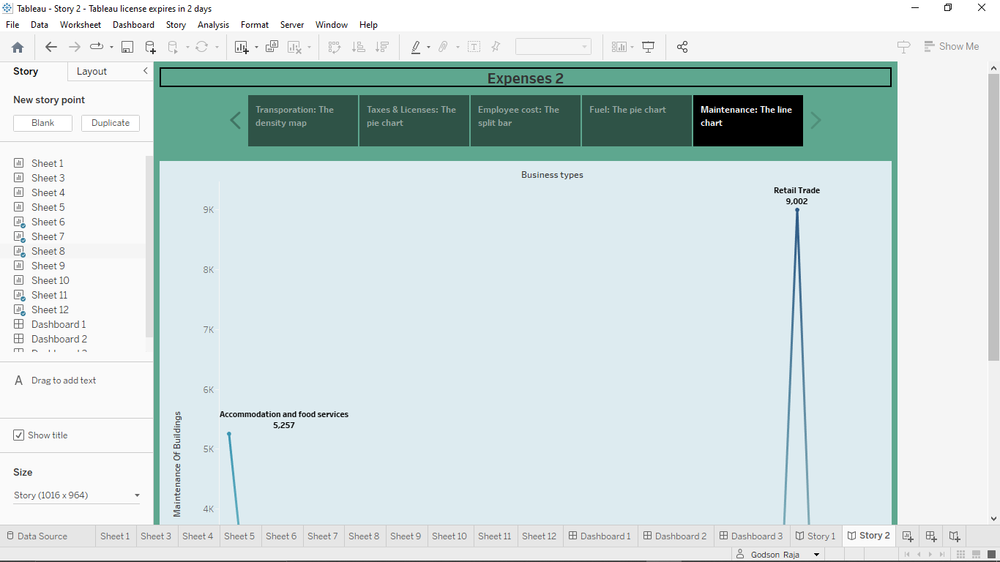 Tableau - Story 2 - Tableau license expires in 2 days
File Data Worksheet Dashboard Story Analysis Format Server Window Help
Show Me
Story Layout
New story point
Blank Duplicate
Sheet 1
Sheet 3
Sheet 4
Sheet 5
Sheet 6
Sheet 7
Sheet 8
Sheet 9
Sheet 10
Sheet 11
Sheet 12
Dashboard 1
Dashboard 2
A Drag to add text
Show title
Size
Story (1016 x 964)
Expenses 2
Transporation: The
density map
Taxes & Licenses: The
pie chart
Employee cost: The
split bar
Fuel: The pie chart
Maintenance: The line
chart
Business types
Retail Trade
9,002
9K
8K
7K
6K
Accommodation and food services
5,257
5K
4K
Maintenance Of Buildings
Data Source Sheet 1 Sheet 3 Sheet 4 Sheet 5 Sheet 6 Sheet 7 Sheet 8 Sheet 9 Sheet 10 Sheet 11 Sheet 12 Dashboard 1 Dashboard 2 Dashboard 3 Story 1 Story 2
Godson Raja